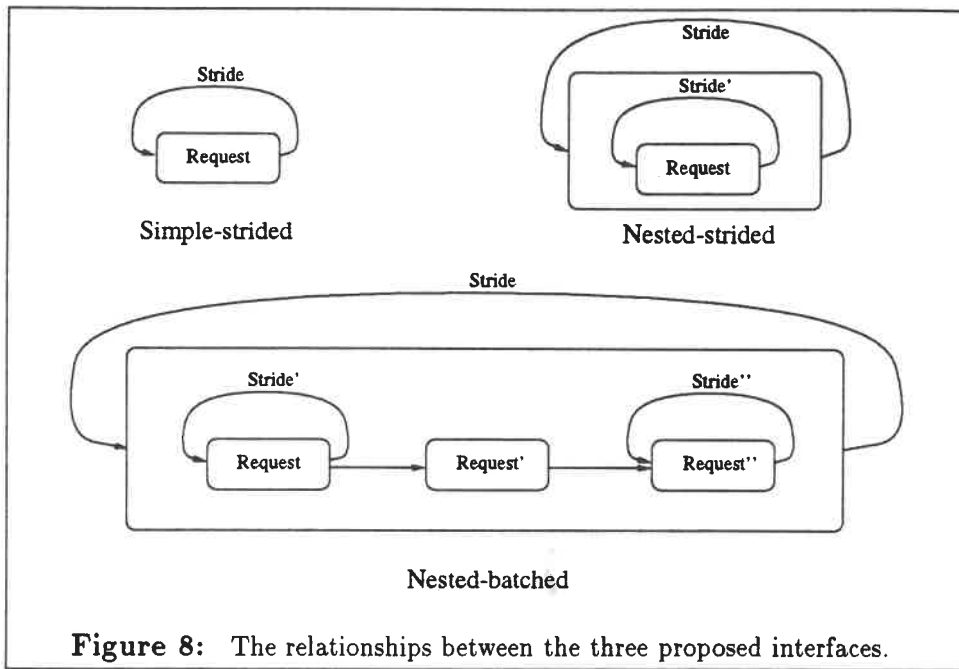 Stride
Request
Simple-strided
Stride
Stride'
Request
Nested-strided
Stride
Stride'
Stride''
Request
Request'
Request''
Nested-batched
Figure 8: The relationships between the three proposed interfaces.